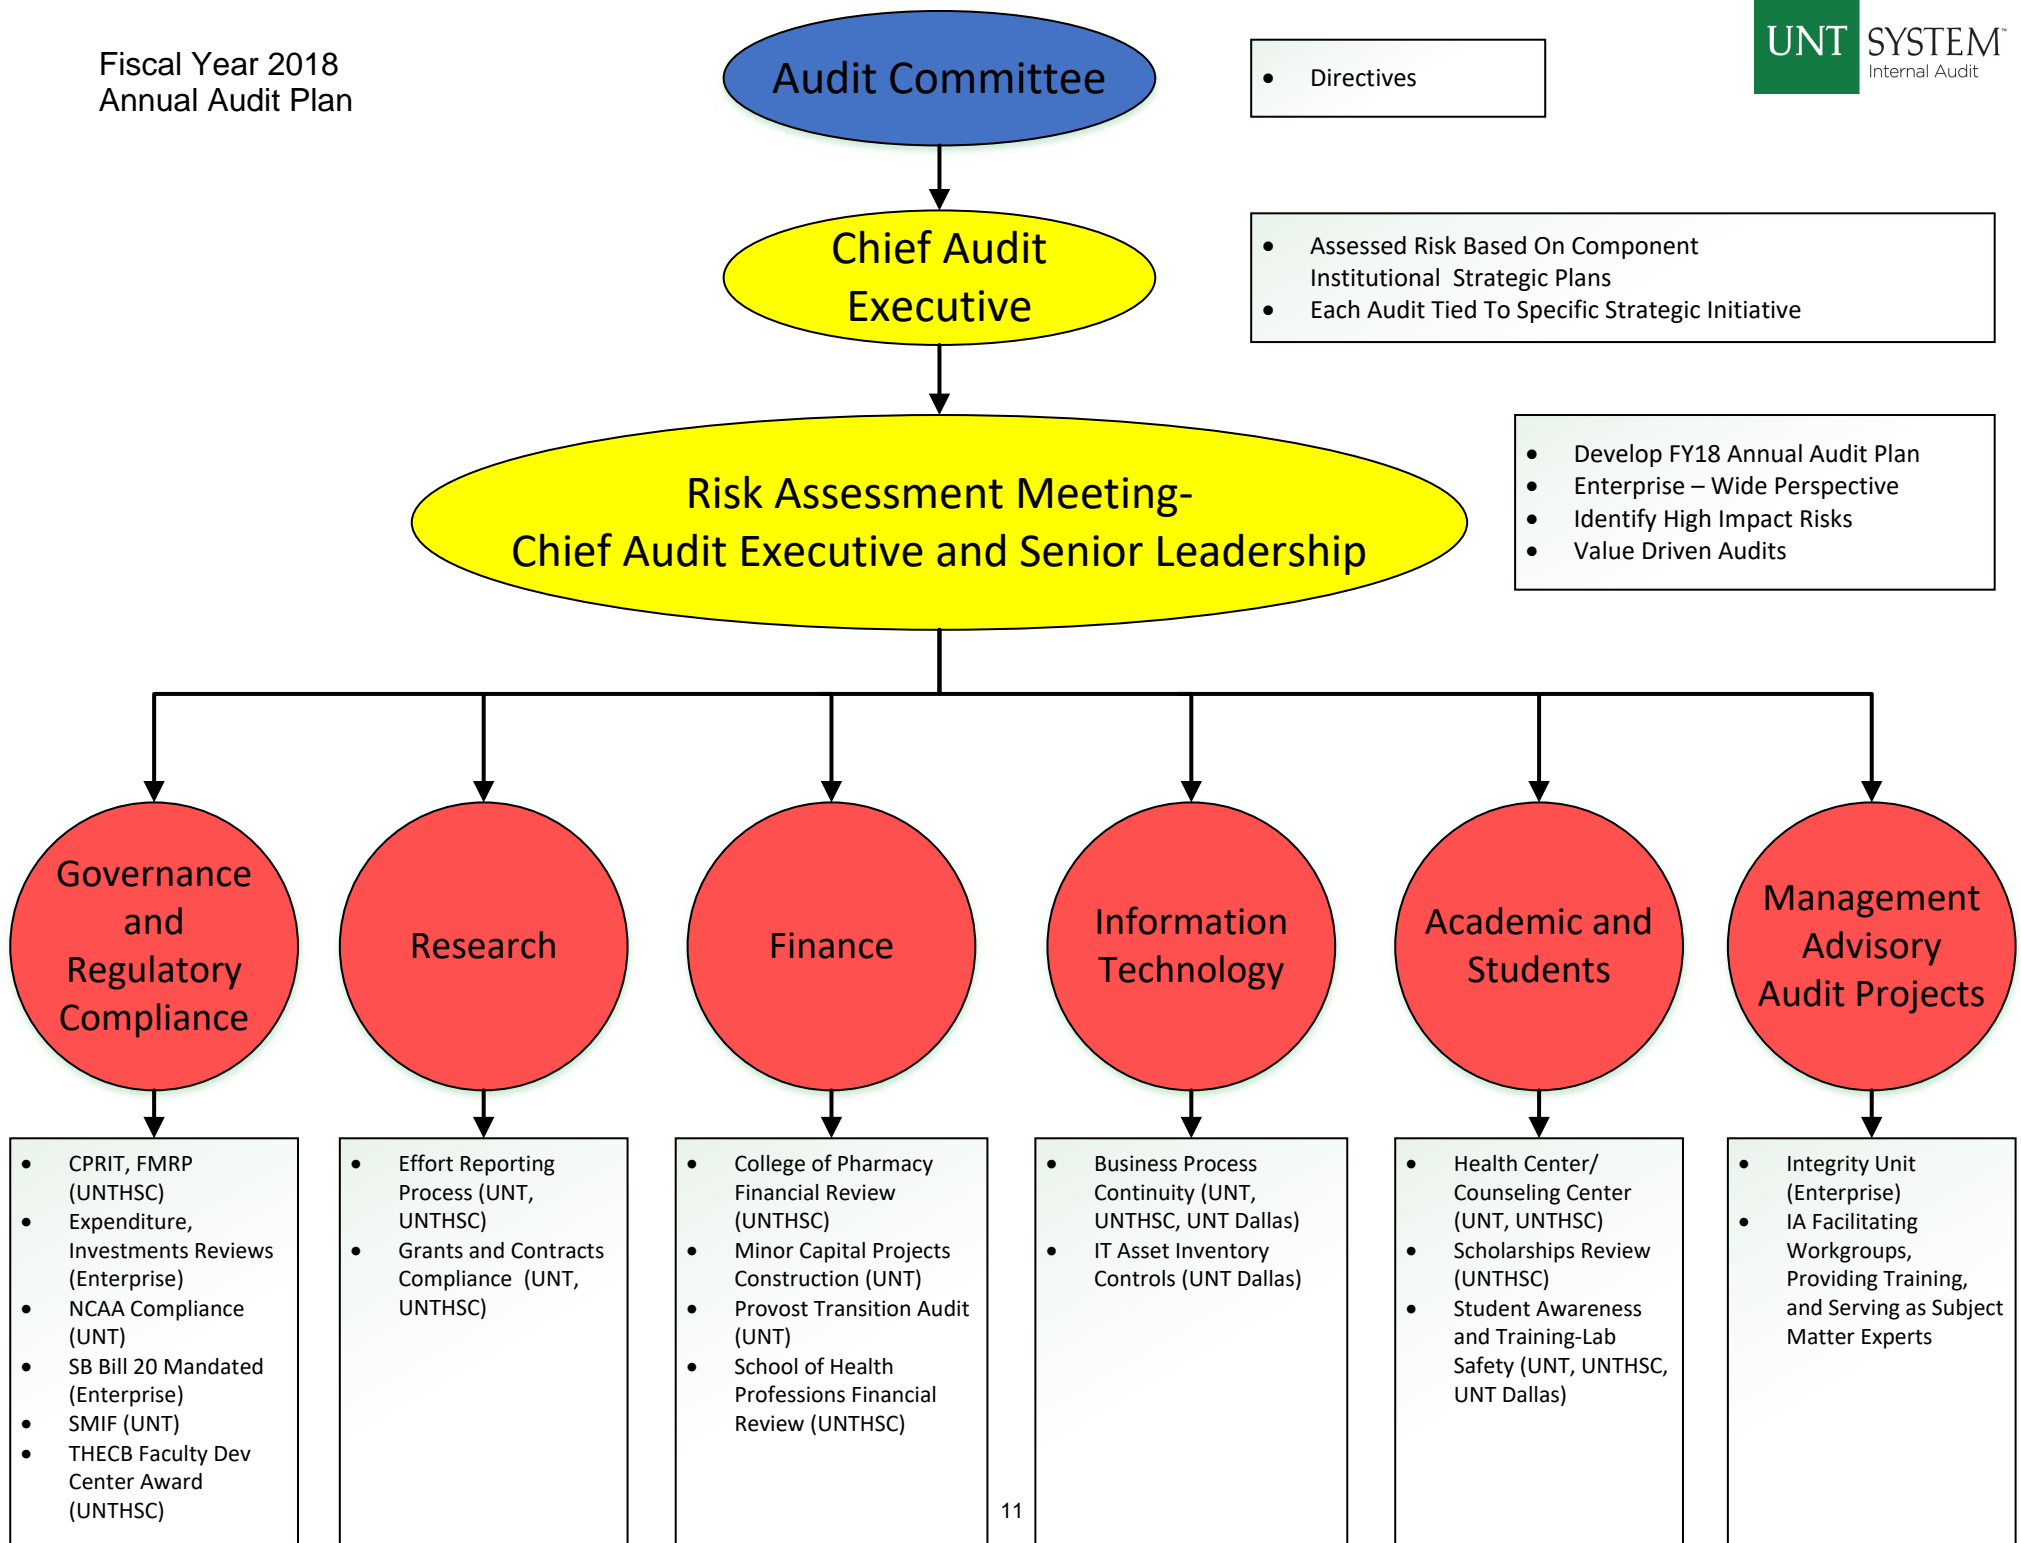 Fiscal Year 2018
Annual Audit Plan
Audit Committee
• Directives
UNT SYSTEM™
Internal Audit
Chief Audit
Executive
• Assessed Risk Based On Component
Institutional Strategic Plans
• Each Audit Tied To Specific Strategic Initiative
Risk Assessment Meeting-
Chief Audit Executive and Senior Leadership
• Develop FY18 Annual Audit Plan
• Enterprise – Wide Perspective
• Identify High Impact Risks
• Value Driven Audits
Governance
and
Regulatory
Compliance
Research
Finance
Information
Technology
Academic and
Students
Management
Advisory
Audit Projects
• CPRIT, FMRP
(UNTHSC)
• Expenditure,
Investments Reviews
(Enterprise)
• NCAA Compliance
(UNT)
• SB Bill 20 Mandated
(Enterprise)
• SMIF (UNT)
• THECB Faculty Dev
Center Award
(UNTHSC)
• Effort Reporting
Process (UNT,
UNTHSC)
• Grants and Contracts
Compliance (UNT,
UNTHSC)
• College of Pharmacy
Financial Review
(UNTHSC)
• Minor Capital Projects
Construction (UNT)
• Provost Transition Audit
(UNT)
• School of Health
Professions Financial
Review (UNTHSC)
• Business Process
Continuity (UNT,
UNTHSC, UNT Dallas)
• IT Asset Inventory
Controls (UNT Dallas)
• Health Center/
Counseling Center
(UNT, UNTHSC)
• Scholarships Review
(UNTHSC)
• Student Awareness
and Training-Lab
Safety (UNT, UNTHSC,
UNT Dallas)
• Integrity Unit
(Enterprise)
• IA Facilitating
Workgroups,
Providing Training,
and Serving as Subject
Matter Experts
11